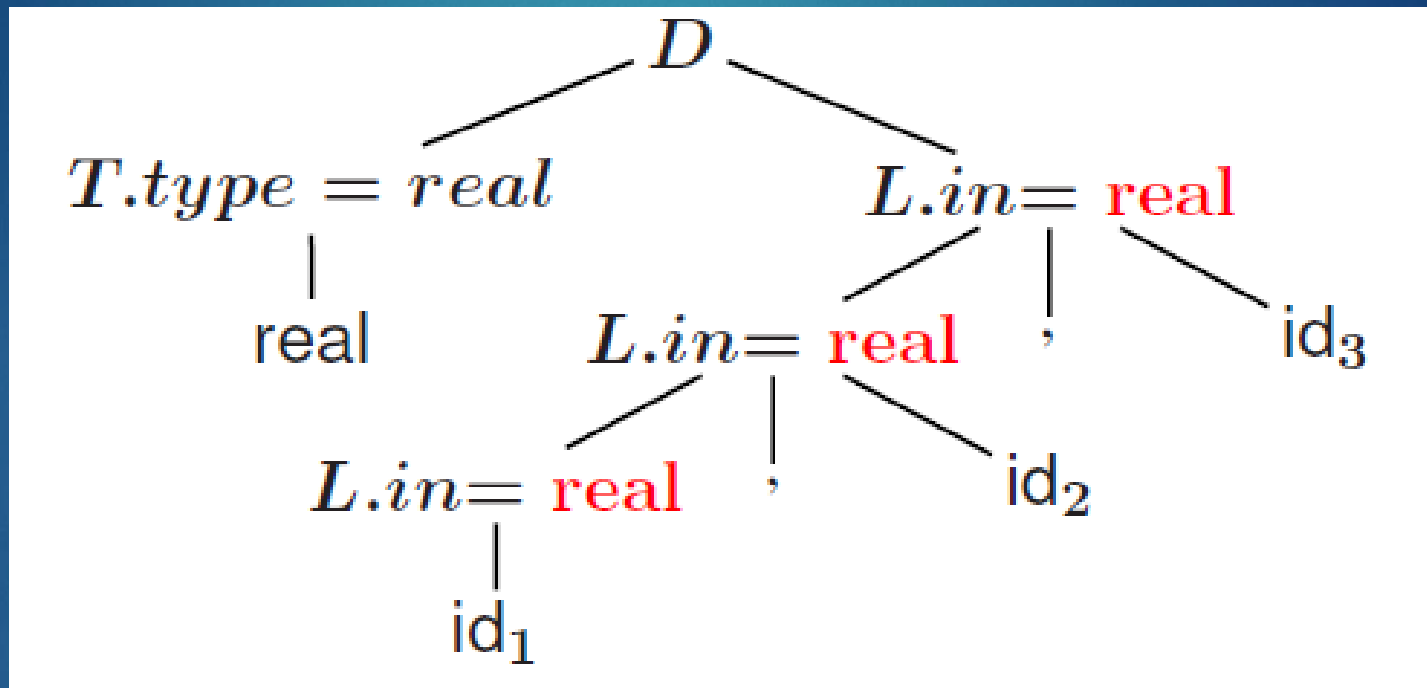 D
T.type = real L.in= real
real L.in= real , id₃
L.in= real , id₂
id₁